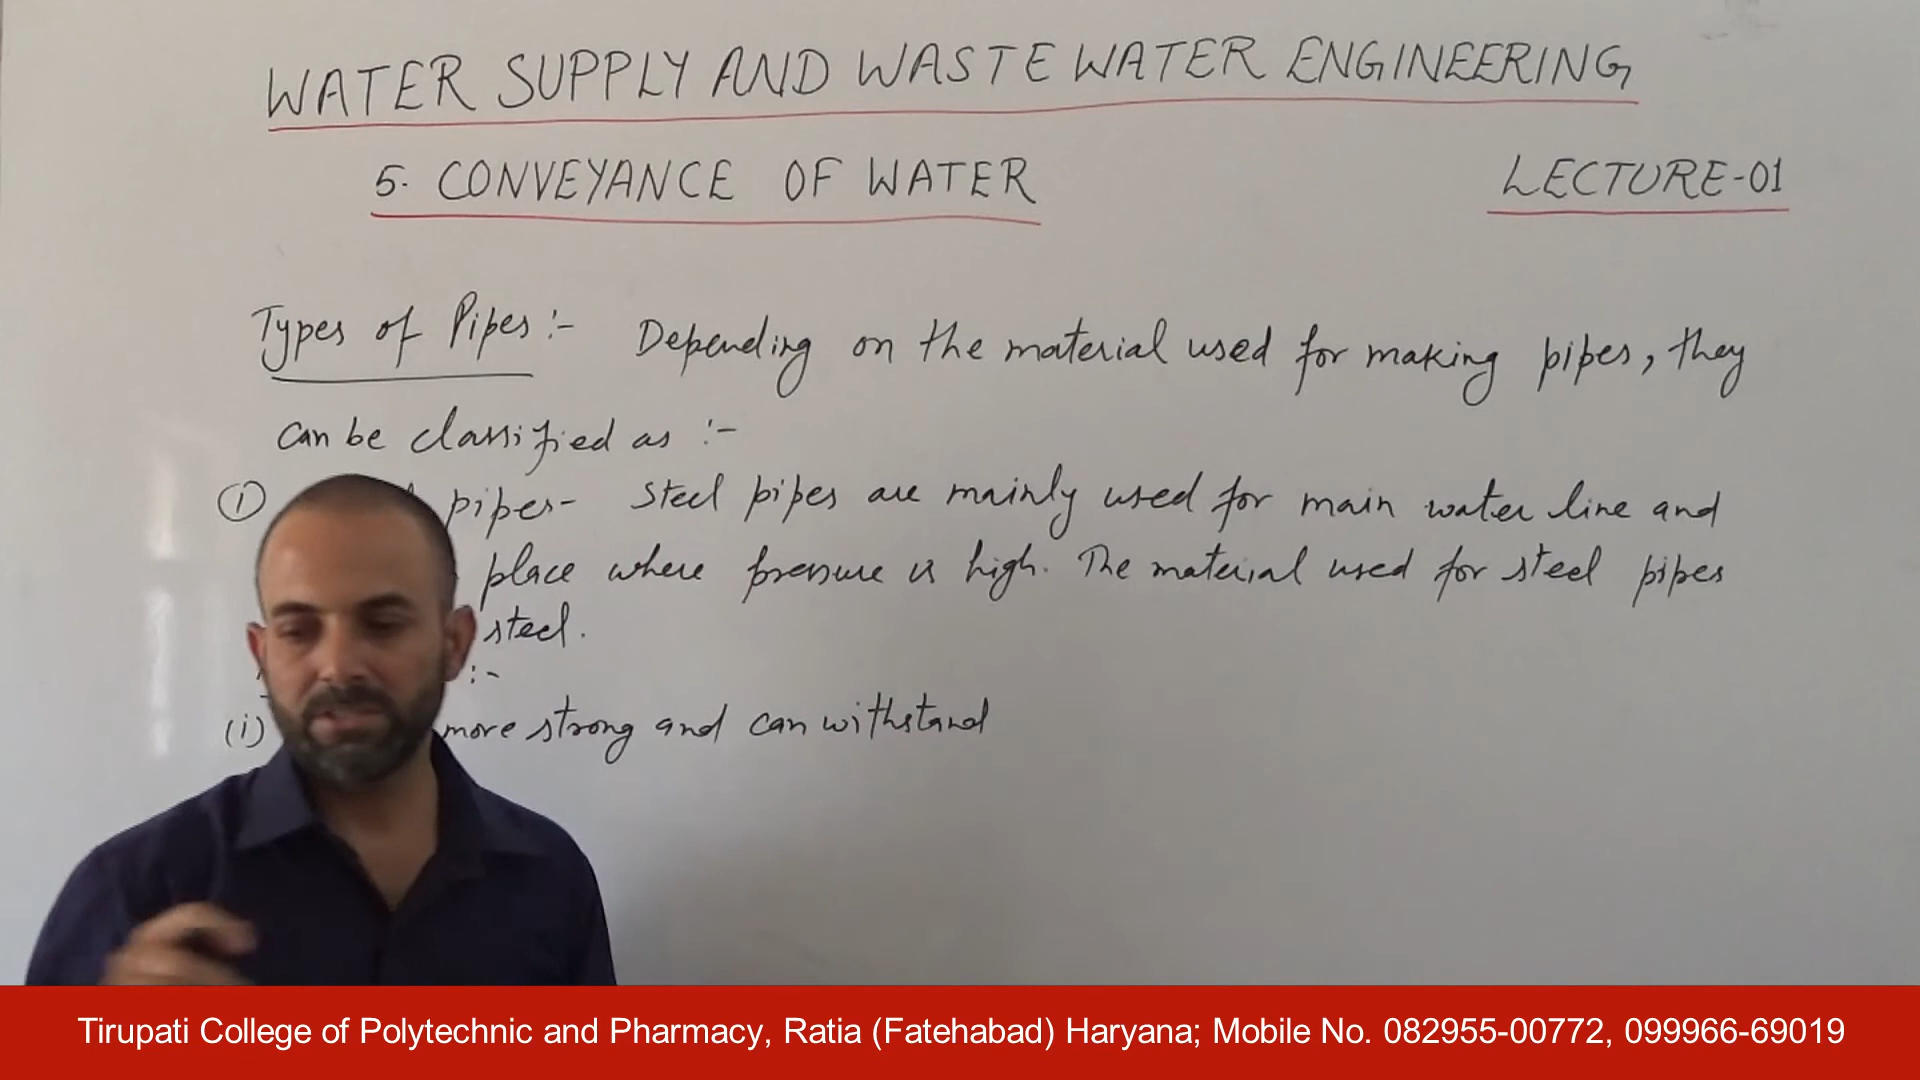 WATER SUPPLY AND WASTE WATER ENGINEERING
5. CONVEYANCE OF WATER
LECTURE-01
Types of Pipes :- Depending on the material used for making pipes, they
can be classified as :-
(i) pipes- Steel pipes are mainly used for main water line and
place where pressure is high. The material used for steel pipes
steel.
:-
(i) more strong and can withstand
Tirupati College of Polytechnic and Pharmacy, Ratia (Fatehabad) Haryana; Mobile No. 082955-00772, 099966-69019